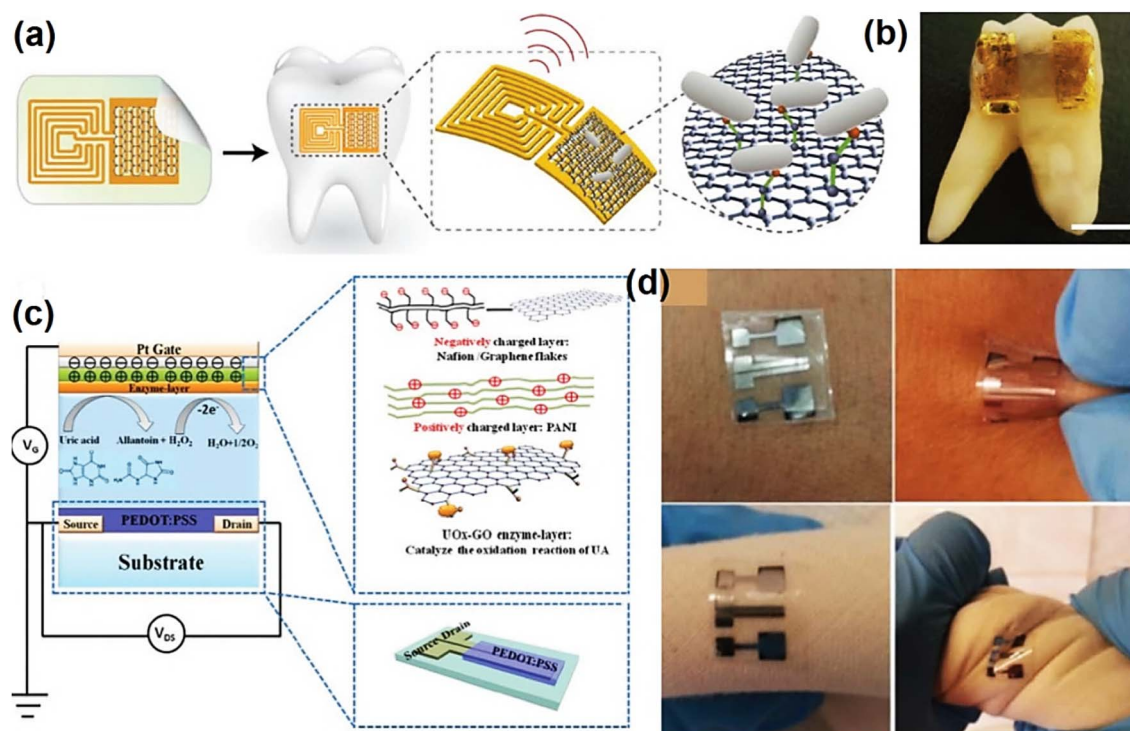 (a)
(b)
(c)
Pt Gate
Enzyme-layer
-2e⁻
Uric acid
Allantoin + H₂O₂
H₂O+1/2O₂
V_G
Source
PEDOT:PSS
Drain
Substrate
V_DS
Negatively charged layer:
Nafion /Graphene flakes
Positively charged layer: PANI
UOx-GO enzyme-layer:
Catalyze the oxidation reaction of UA
Source
Drain
PEDOT:PSS
(d)